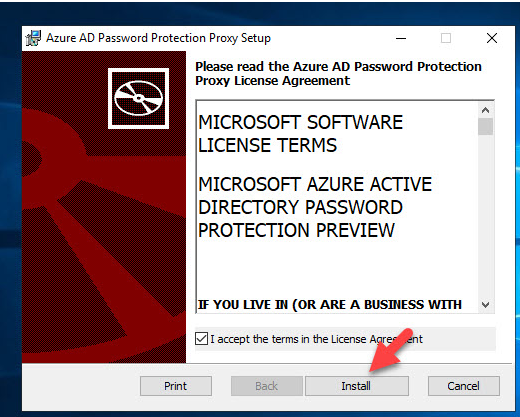 Azure AD Password Protection Proxy Setup
Please read the Azure AD Password Protection
Proxy License Agreement
MICROSOFT SOFTWARE
LICENSE TERMS
MICROSOFT AZURE ACTIVE
DIRECTORY PASSWORD
PROTECTION PREVIEW
IF YOU LIVE IN (OR ARE A BUSINESS WITH
I accept the terms in the License Agreement
Print
Back
Install
Cancel